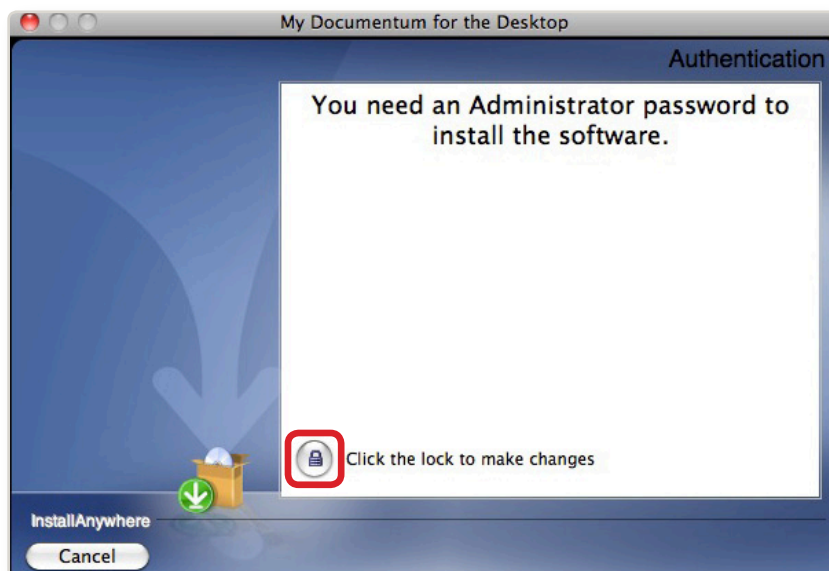 My Documentum for the Desktop
Authentication
You need an Administrator password to
install the software.
Click the lock to make changes
InstallAnywhere
Cancel